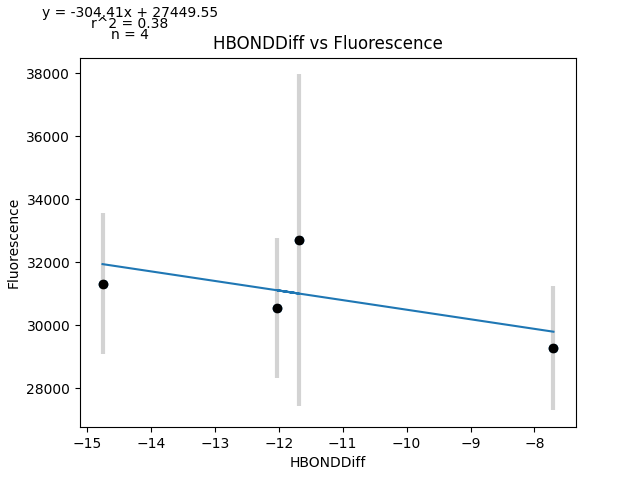 y = -304.41x + 27449.55
r^2 = 0.38
n = 4
HBONDDiff vs Fluorescence
38000
36000
34000
32000
30000
28000
Fluorescence
−15
−14
−13
−12
−11
−10
−9
−8
HBONDDiff